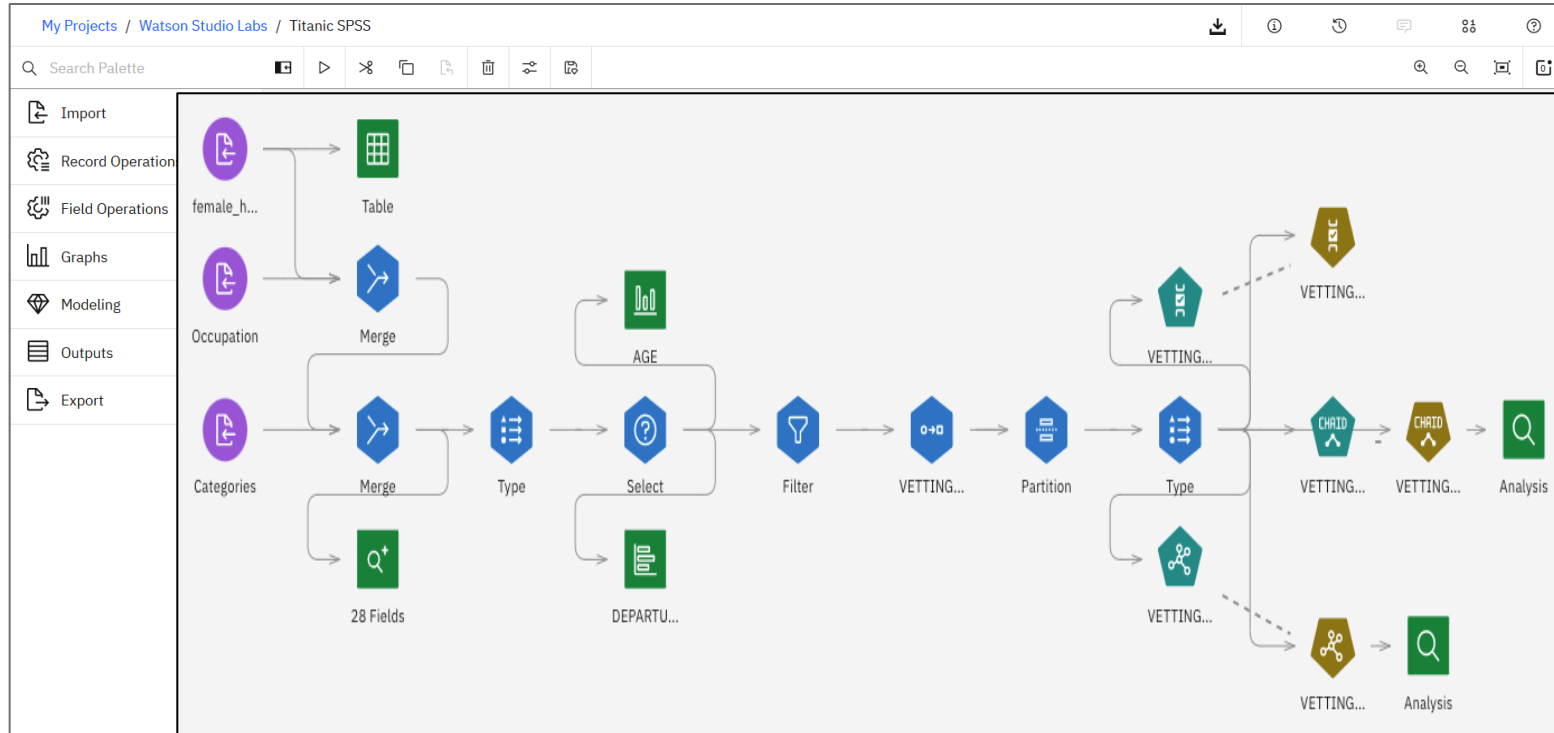 My Projects / Watson Studio Labs / Titanic SPSS
Search Palette
Import
Record Operation
Field Operations
Graphs
Modeling
Outputs
Export
female_h...
Table
Occupation
Merge
AGE
VETTING...
VETTING...
Categories
Merge
Type
Select
Filter
VETTING...
Partition
Type
CHAID
VETTING...
CHAID
VETTING...
Analysis
28 Fields
DEPARTU...
VETTING...
VETTING...
Analysis